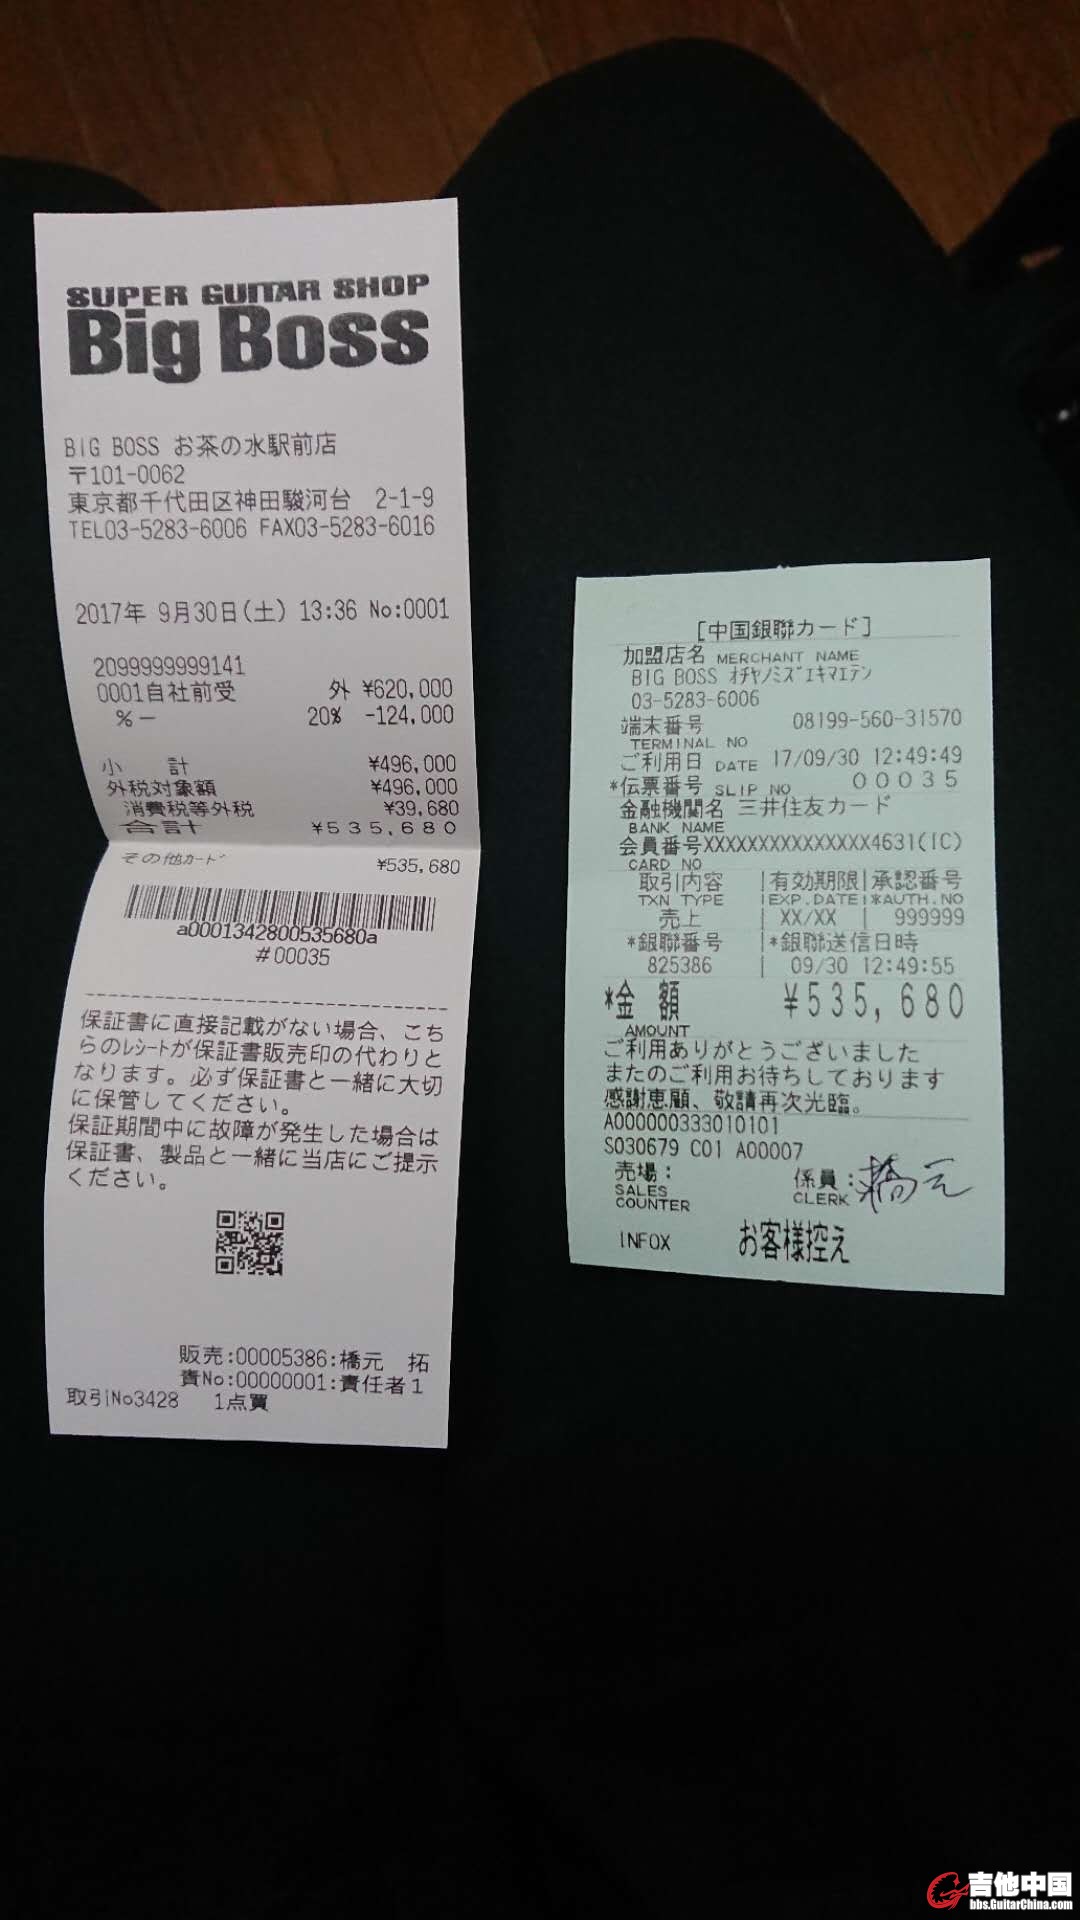 SUPER GUITAR SHOP
Big Boss
BIG BOSS お茶の水駅前店
〒101-0062
東京都千代田区神田駿河台 2-1-9
TEL03-5283-6006 FAX03-5283-6016
2017年 9月30日(土) 13:36 No:0001
2099999999141
0001自社前受 外 ¥620,000
%- 20% -124,000
小 計 ¥496,000
外税対象額 ¥496,000
消費税等外税 ¥39,680
合計 ¥535,680
その他カード ¥535,680
a0001342800535680a
#00035
保証書に直接記載がない場合、こち
らのレシートが保証書販売印の代わりと
なります。必ず保証書と一緒に大切
に保管してください。
保証期間中に故障が発生した場合は
保証書、製品と一緒に当店にご提示
ください。
販売:00005386:橋元 拓
責No:00000001:責任者1
取引No3428 1点買
[中国銀聯カード]
加盟店名 MERCHANT NAME
BIG BOSS オチヤノミズエキマエテン
03-5283-6006
端末番号 08199-560-31570
TERMINAL NO
ご利用日 DATE 17/09/30 12:49:49
*伝票番号 SLIP NO 00035
金融機関名 三井住友カード
BANK NAME
会員番号XXXXXXXXXXXXXXX4631(IC)
CARD NO
取引内容 |有効期限|承認番号
TXN TYPE |EXP.DATE|*AUTH.NO
売上 | XX/XX | 999999
*銀聯番号 |*銀聯送信日時
825386 | 09/30 12:49:55
*金 額 ¥535,680
AMOUNT
ご利用ありがとうございました
またのご利用お待ちしております
感謝恵顧、敬請再次光臨。
A000000333010101
S030679 C01 A00007
売場: 係員:橋元
SALES CLERK
COUNTER
INFOX お客様控え
吉他中国
bbs.GuitarChina.com